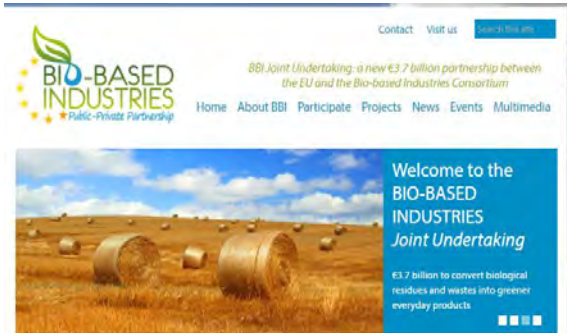 Contact Visit us Search this site
BIO-BASED
INDUSTRIES
Public-Private Partnership
BBI Joint Undertaking: a new €3.7 billion partnership between
the EU and the Bio-based Industries Consortium
Home About BBI Participate Projects News Events Multimedia
Welcome to the
BIO-BASED
INDUSTRIES
Joint Undertaking
€3.7 billion to convert biological
residues and wastes into greener
everyday products